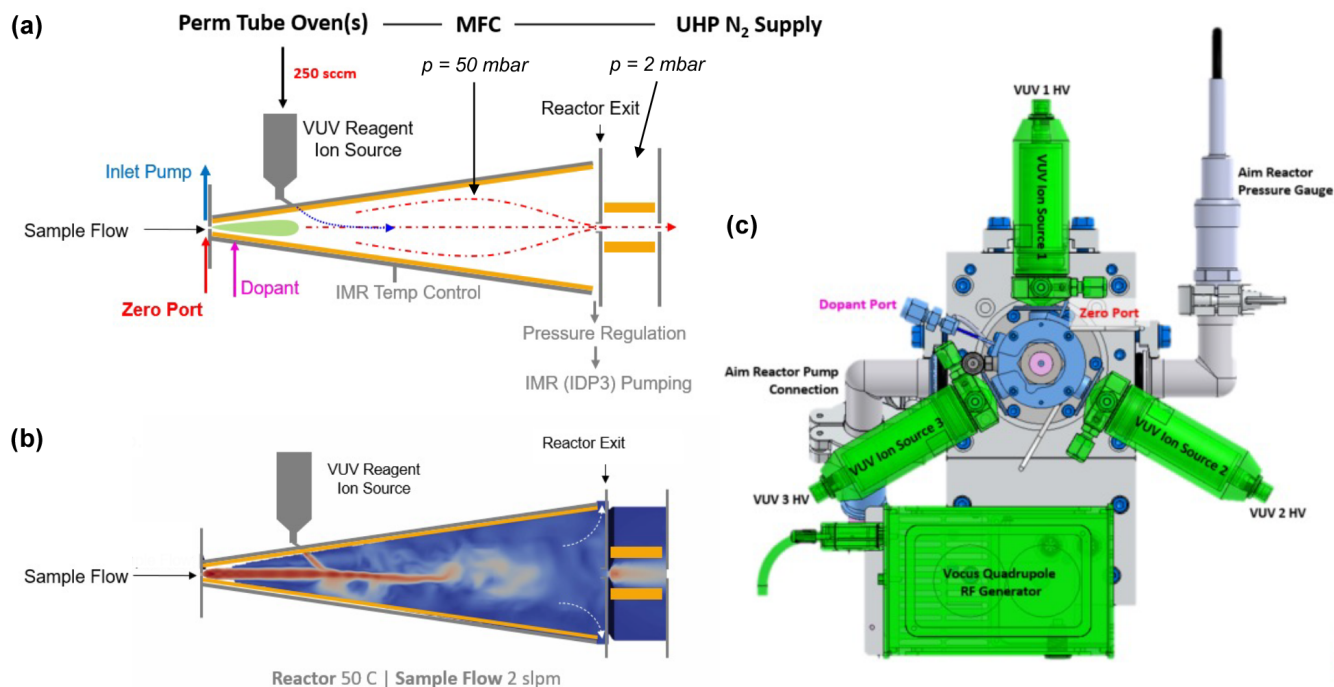 (a)
Perm Tube Oven(s) — MFC — UHP N₂ Supply
250 sccm
p = 50 mbar
p = 2 mbar
Reactor Exit
VUV Reagent
Ion Source
Inlet Pump
Sample Flow
Zero Port
Dopant
IMR Temp Control
Pressure Regulation
IMR (IDP3) Pumping
(b)
Reactor Exit
VUV Reagent
Ion Source
Sample Flow
Reactor 50 C | Sample Flow 2 slpm
(c)
VUV 1 HV
VUV Ion Source 1
Aim Reactor
Pressure Gauge
Dopant Port
Zero Port
Aim Reactor Pump
Connection
VUV Ion Source 3
VUV Ion Source 2
VUV 3 HV
VUV 2 HV
Vocus Quadrupole
RF Generator